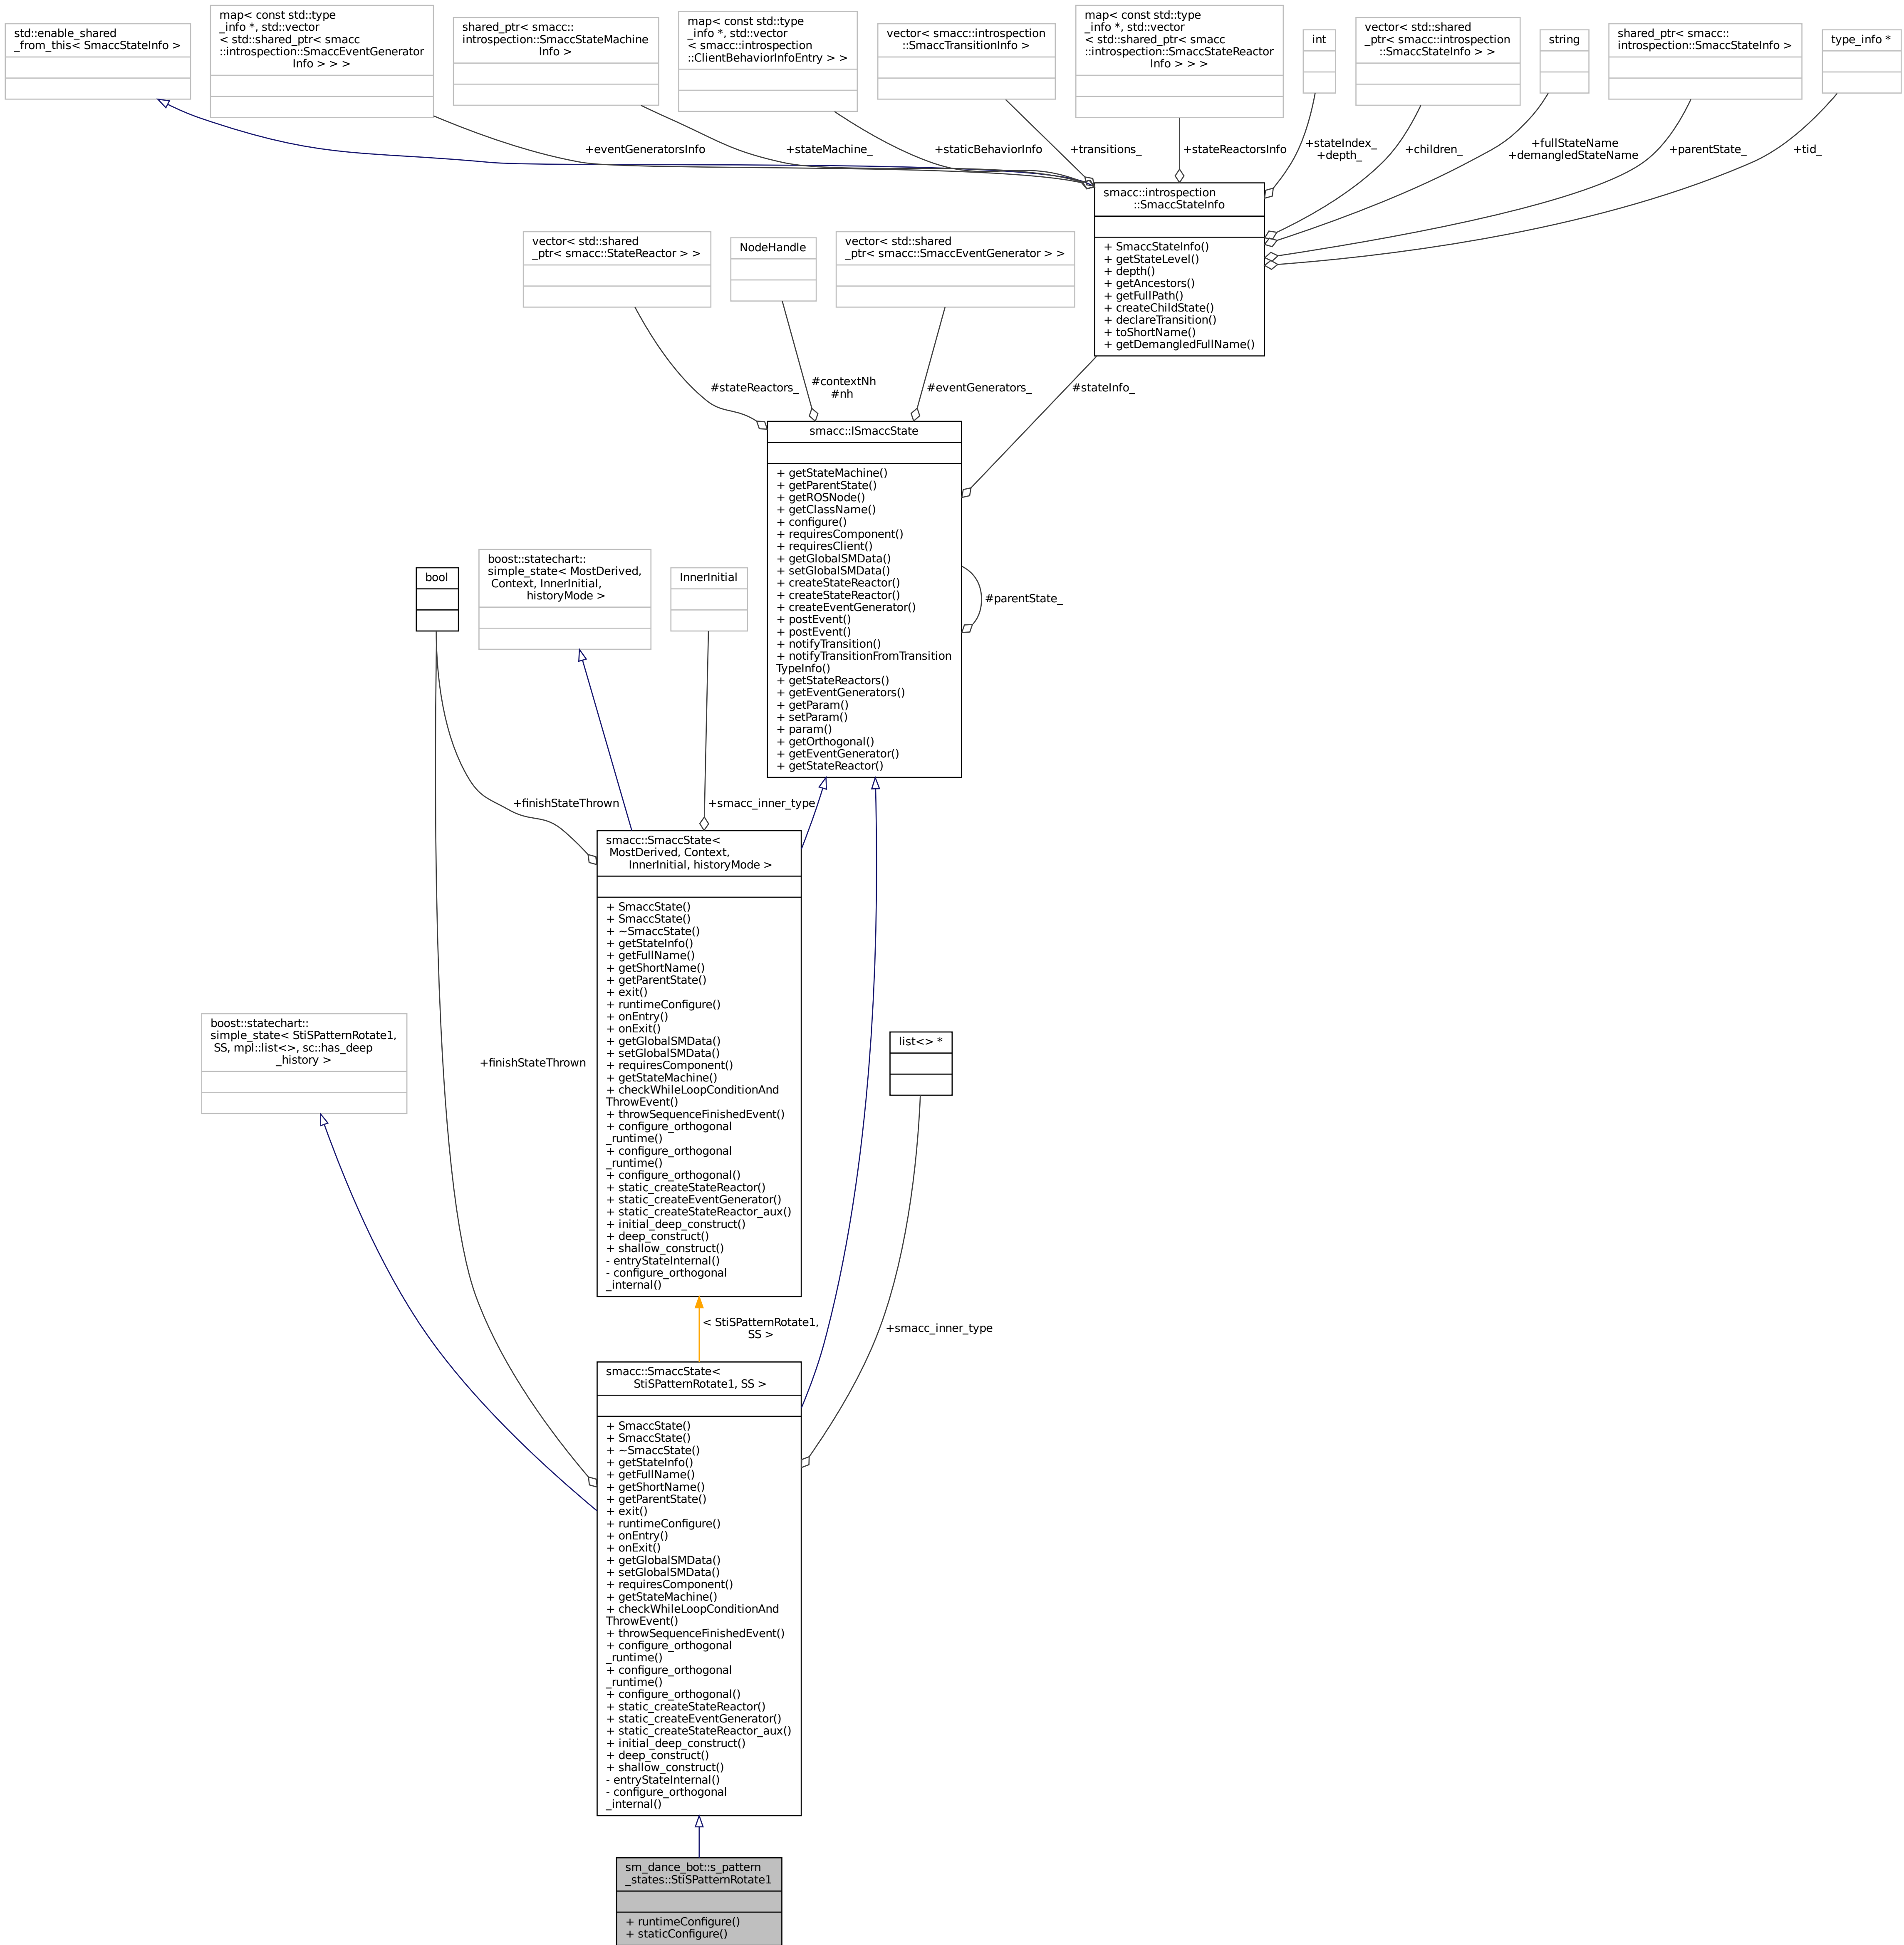 std::enable_shared
_from_this< SmaccStateInfo >
map< const std::type
_info *, std::vector
< std::shared_ptr< smacc
::introspection::SmaccEventGenerator
Info > > >
shared_ptr< smacc::
introspection::SmaccStateMachine
Info >
map< const std::type
_info *, std::vector
< smacc::introspection
::ClientBehaviorInfoEntry > >
vector< smacc::introspection
::SmaccTransitionInfo >
map< const std::type
_info *, std::vector
< std::shared_ptr< smacc
::introspection::SmaccStateReactor
Info > > >
int
vector< std::shared
_ptr< smacc::introspection
::SmaccStateInfo > >
string
shared_ptr< smacc::
introspection::SmaccStateInfo >
type_info *
+eventGeneratorsInfo
+stateMachine_
+staticBehaviorInfo
+transitions_
+stateReactorsInfo
+stateIndex_
+depth_
+children_
+fullStateName
+demangledStateName
+parentState_
+tid_
smacc::introspection
::SmaccStateInfo
+ SmaccStateInfo()
+ getStateLevel()
+ depth()
+ getAncestors()
+ getFullPath()
+ createChildState()
+ declareTransition()
+ toShortName()
+ getDemangledFullName()
vector< std::shared
_ptr< smacc::StateReactor > >
NodeHandle
vector< std::shared
_ptr< smacc::SmaccEventGenerator > >
#stateReactors_
#contextNh
#nh
#eventGenerators_
#stateInfo_
smacc::ISmaccState
+ getStateMachine()
+ getParentState()
+ getROSNode()
+ getClassName()
+ configure()
+ requiresComponent()
+ requiresClient()
+ getGlobalSMData()
+ setGlobalSMData()
+ createStateReactor()
+ createStateReactor()
+ createEventGenerator()
+ postEvent()
+ postEvent()
+ notifyTransition()
+ notifyTransitionFromTransition
TypeInfo()
+ getStateReactors()
+ getEventGenerators()
+ getParam()
+ setParam()
+ param()
+ getOrthogonal()
+ getEventGenerator()
+ getStateReactor()
#parentState_
bool
boost::statechart::
simple_state< MostDerived,
Context, InnerInitial,
historyMode >
InnerInitial
+finishStateThrown
+smacc_inner_type
smacc::SmaccState<
MostDerived, Context,
InnerInitial, historyMode >
+ SmaccState()
+ SmaccState()
+ ~SmaccState()
+ getStateInfo()
+ getFullName()
+ getShortName()
+ getParentState()
+ exit()
+ runtimeConfigure()
+ onEntry()
+ onExit()
+ getGlobalSMData()
+ setGlobalSMData()
+ requiresComponent()
+ getStateMachine()
+ checkWhileLoopConditionAnd
ThrowEvent()
+ throwSequenceFinishedEvent()
+ configure_orthogonal
_runtime()
+ configure_orthogonal
_runtime()
+ configure_orthogonal()
+ static_createStateReactor()
+ static_createEventGenerator()
+ static_createStateReactor_aux()
+ initial_deep_construct()
+ deep_construct()
+ shallow_construct()
- entryStateInternal()
- configure_orthogonal
_internal()
boost::statechart::
simple_state< StiSPatternRotate1,
SS, mpl::list<>, sc::has_deep
_history >
+finishStateThrown
list<> *
< StiSPatternRotate1,
SS >
+smacc_inner_type
smacc::SmaccState<
StiSPatternRotate1, SS >
+ SmaccState()
+ SmaccState()
+ ~SmaccState()
+ getStateInfo()
+ getFullName()
+ getShortName()
+ getParentState()
+ exit()
+ runtimeConfigure()
+ onEntry()
+ onExit()
+ getGlobalSMData()
+ setGlobalSMData()
+ requiresComponent()
+ getStateMachine()
+ checkWhileLoopConditionAnd
ThrowEvent()
+ throwSequenceFinishedEvent()
+ configure_orthogonal
_runtime()
+ configure_orthogonal
_runtime()
+ configure_orthogonal()
+ static_createStateReactor()
+ static_createEventGenerator()
+ static_createStateReactor_aux()
+ initial_deep_construct()
+ deep_construct()
+ shallow_construct()
- entryStateInternal()
- configure_orthogonal
_internal()
sm_dance_bot::s_pattern
_states::StiSPatternRotate1
+ runtimeConfigure()
+ staticConfigure()